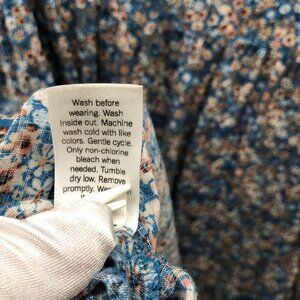 Wash before
wearing. Wash
inside out. Machine
wash cold with like
colors. Gentle cycle.
Only non-chlorine
bleach when
needed. Tumble
dry low. Remove
promptly.